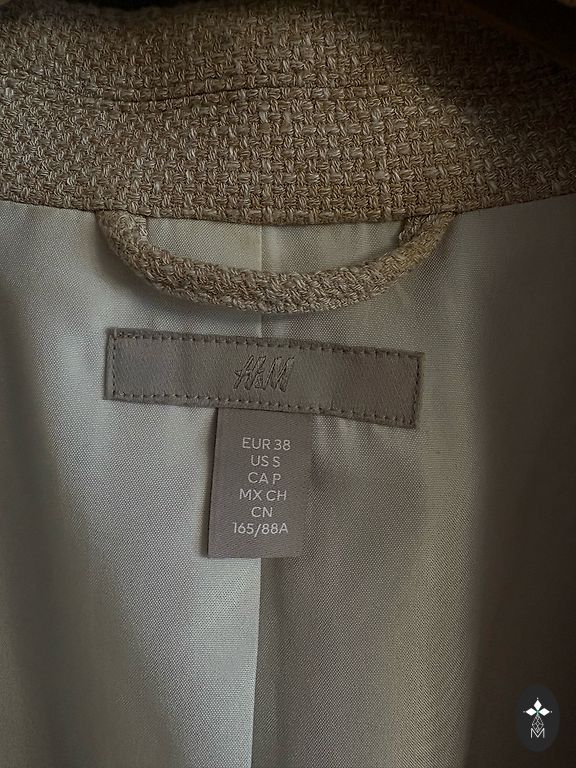 H&M
EUR 38
US S
CA P
MX CH
CN
165/88A
M